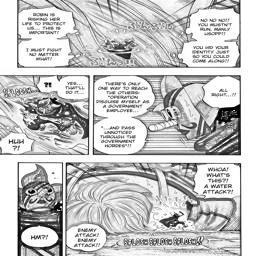 ROBIN IS
RISKING HER
LIFE TO
PROTECT US...
THIS IS
IMPORTANT!!
I MUST FIGHT
NO MATTER
WHAT!
NO NO NO!!
YOU MUSTN'T
RUN, MANLY
USOPP!!
YOU HID YOUR
IDENTITY JUST
SO YOU COULD
COME ALONG!!
YES...
THAT'LL
DO IT...
?!
HUH
?!
THERE'S ONLY
ONE WAY TO REACH
THE OTHERS:
"OPERATION
DISGUISE MYSELF AS
A GOVERNMENT
EMPLOYEE...
"...AND PASS
UNNOTICED
THROUGH THE
GOVERNMENT
HORDES"!!
ALL
RIGHT...!!
HM?!
ENEMY
ATTACK!
ENEMY
ATTACK!!
WHOA!
WHAT'S
THIS?!
A WATER
ATTACK?!
SPLOSH SPLOSH SPLOSH!!